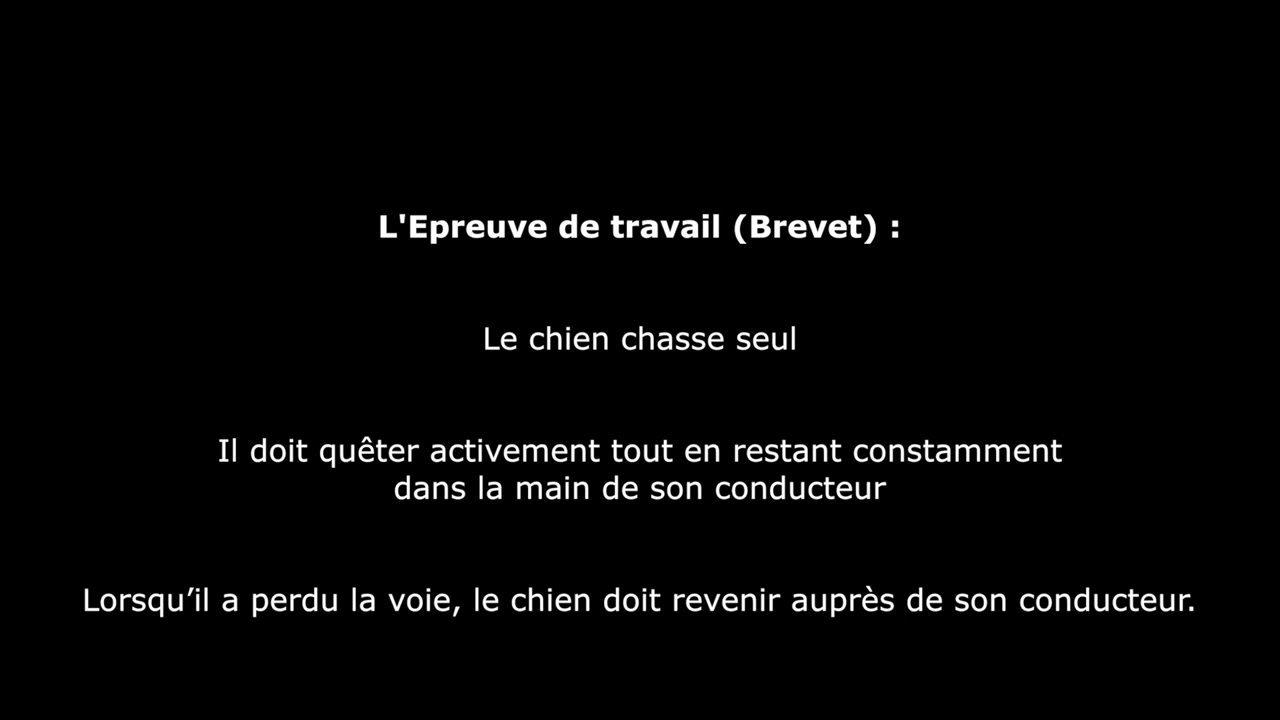 L'Epreuve de travail (Brevet) :
Le chien chasse seul
Il doit quêter activement tout en restant constamment
dans la main de son conducteur
Lorsqu’il a perdu la voie, le chien doit revenir auprès de son conducteur.